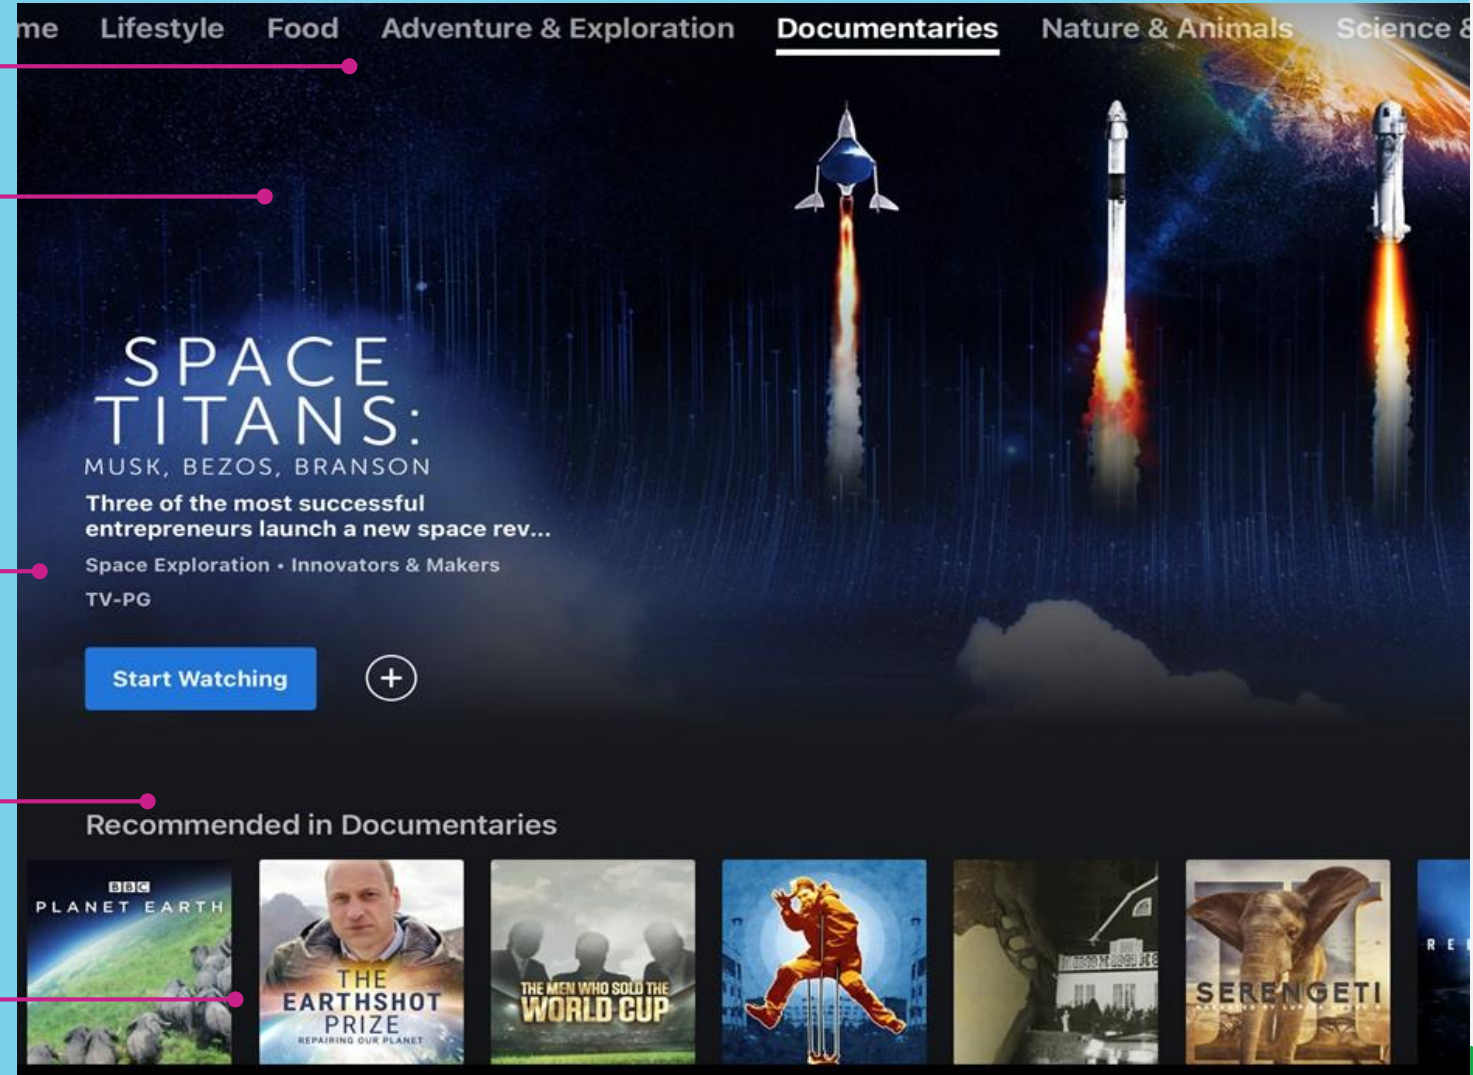 me Lifestyle Food Adventure & Exploration Documentaries Nature & Animals Science &
SPACE
TITANS:
MUSK, BEZOS, BRANSON
Three of the most successful
entrepreneurs launch a new space rev...
Space Exploration • Innovators & Makers
TV-PG
Start Watching
Recommended in Documentaries
BBC
PLANET EARTH
THE
EARTHSHOT
PRIZE
REPAIRING OUR PLANET
THE MEN WHO SOLD THE
WORLD CUP
SERENGETI